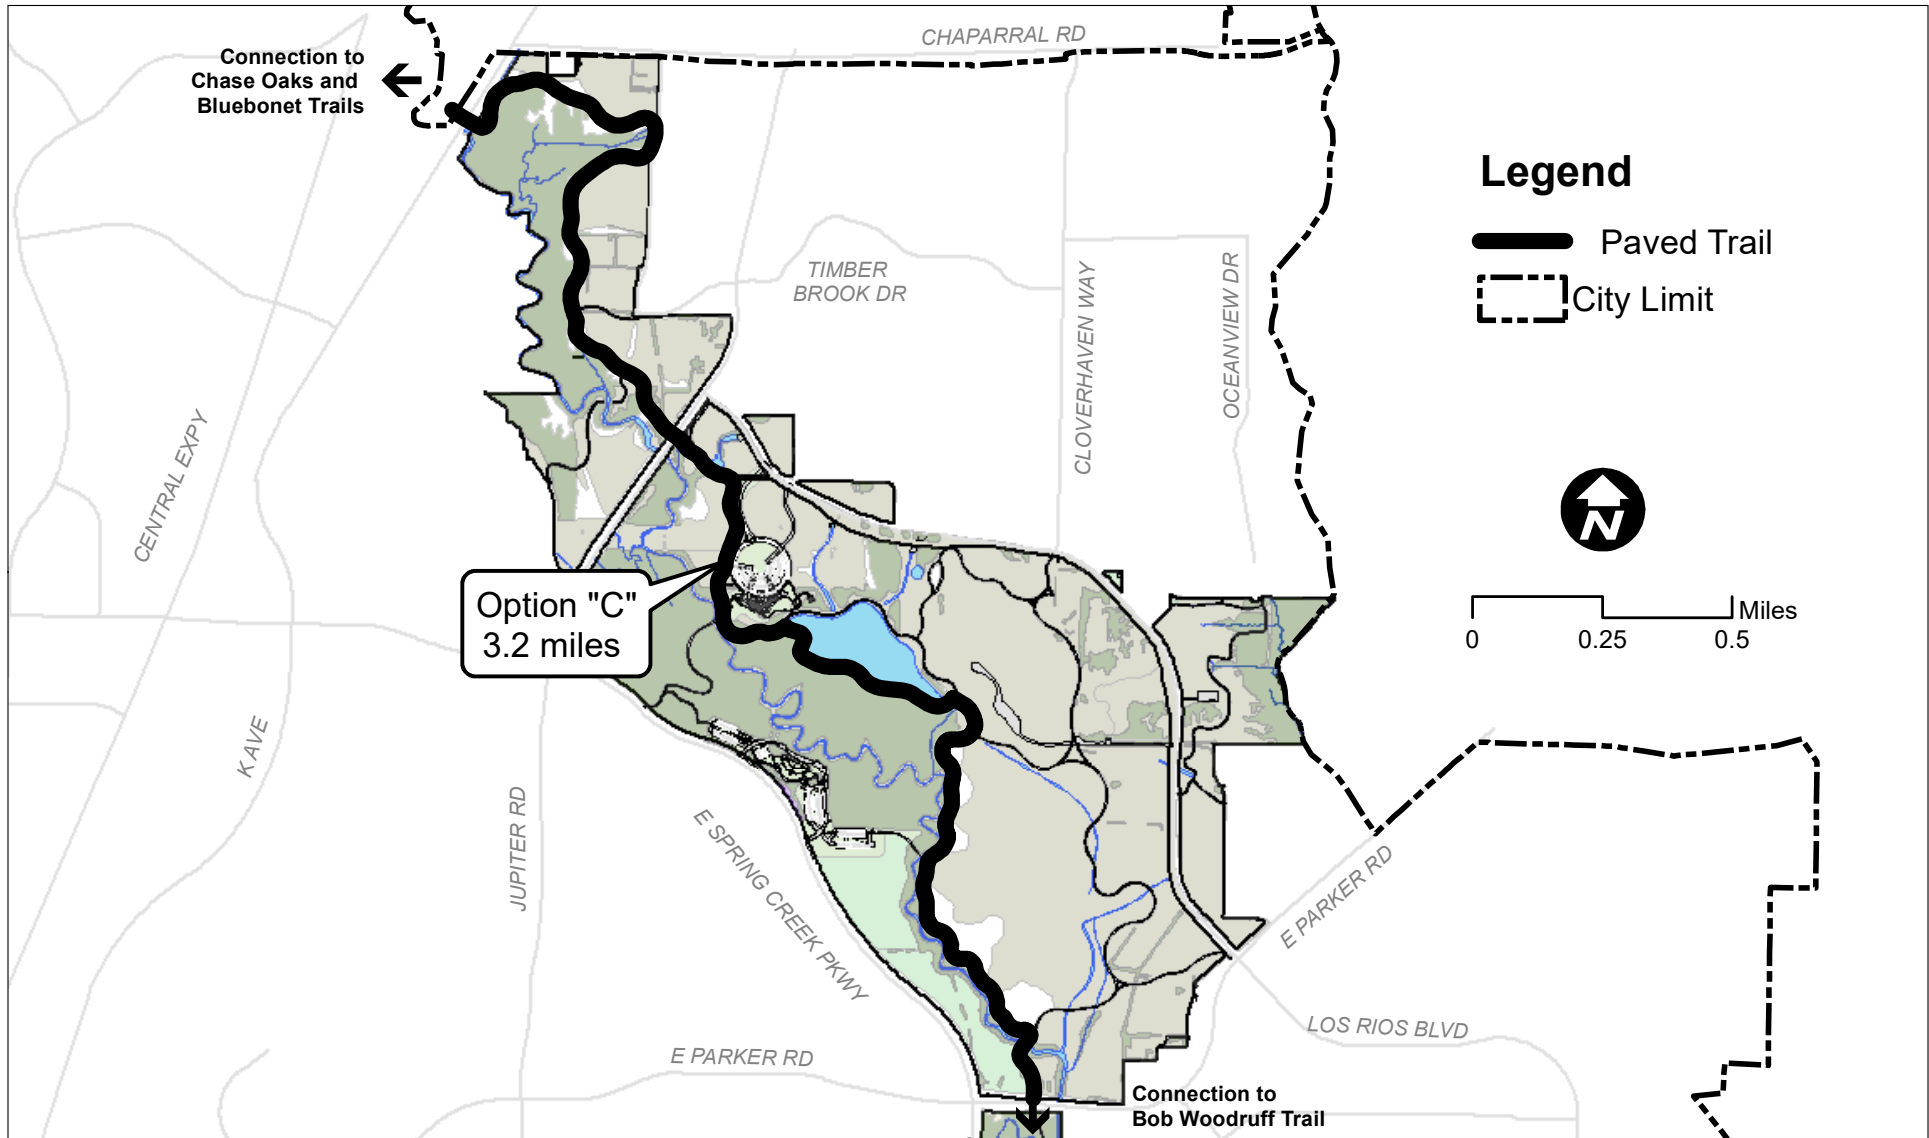 CHAPARRAL RD
Connection to
Chase Oaks and
Bluebonet Trails
Legend
Paved Trail
City Limit
TIMBER
BROOK DR
CLOVERHAVEN WAY
OCEANVIEW DR
CENTRAL EXPY
N
Option "C"
3.2 miles
Miles
0 0.25 0.5
K AVE
JUPITER RD
E SPRING CREEK PKWY
E PARKER RD
LOS RIOS BLVD
E PARKER RD
Connection to
Bob Woodruff Trail